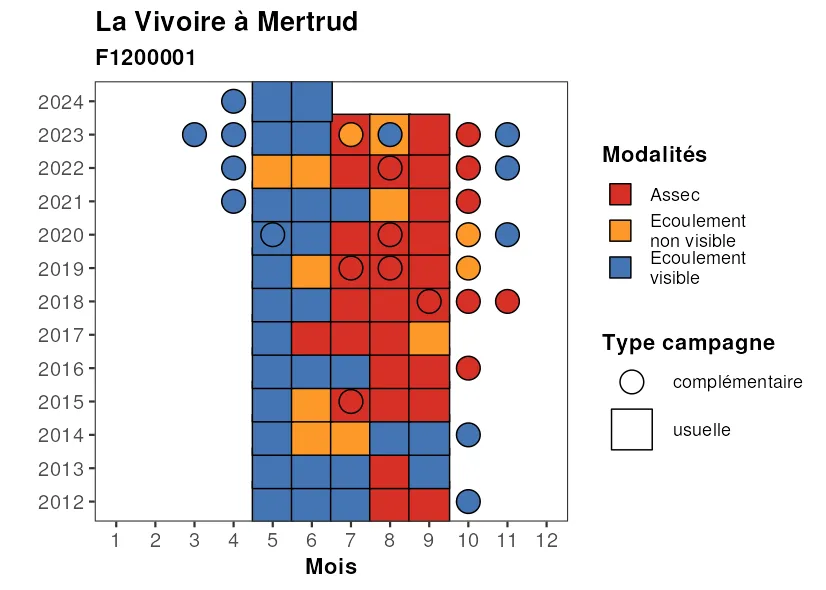 La Vivoire à Mertrud
F1200001
2024
2023
2022
2021
2020
2019
2018
2017
2016
2015
2014
2013
2012
1 2 3 4 5 6 7 8 9 10 11 12
Mois
Modalités
Assec
Ecoulement
non visible
Ecoulement
visible
Type campagne
complémentaire
usuelle